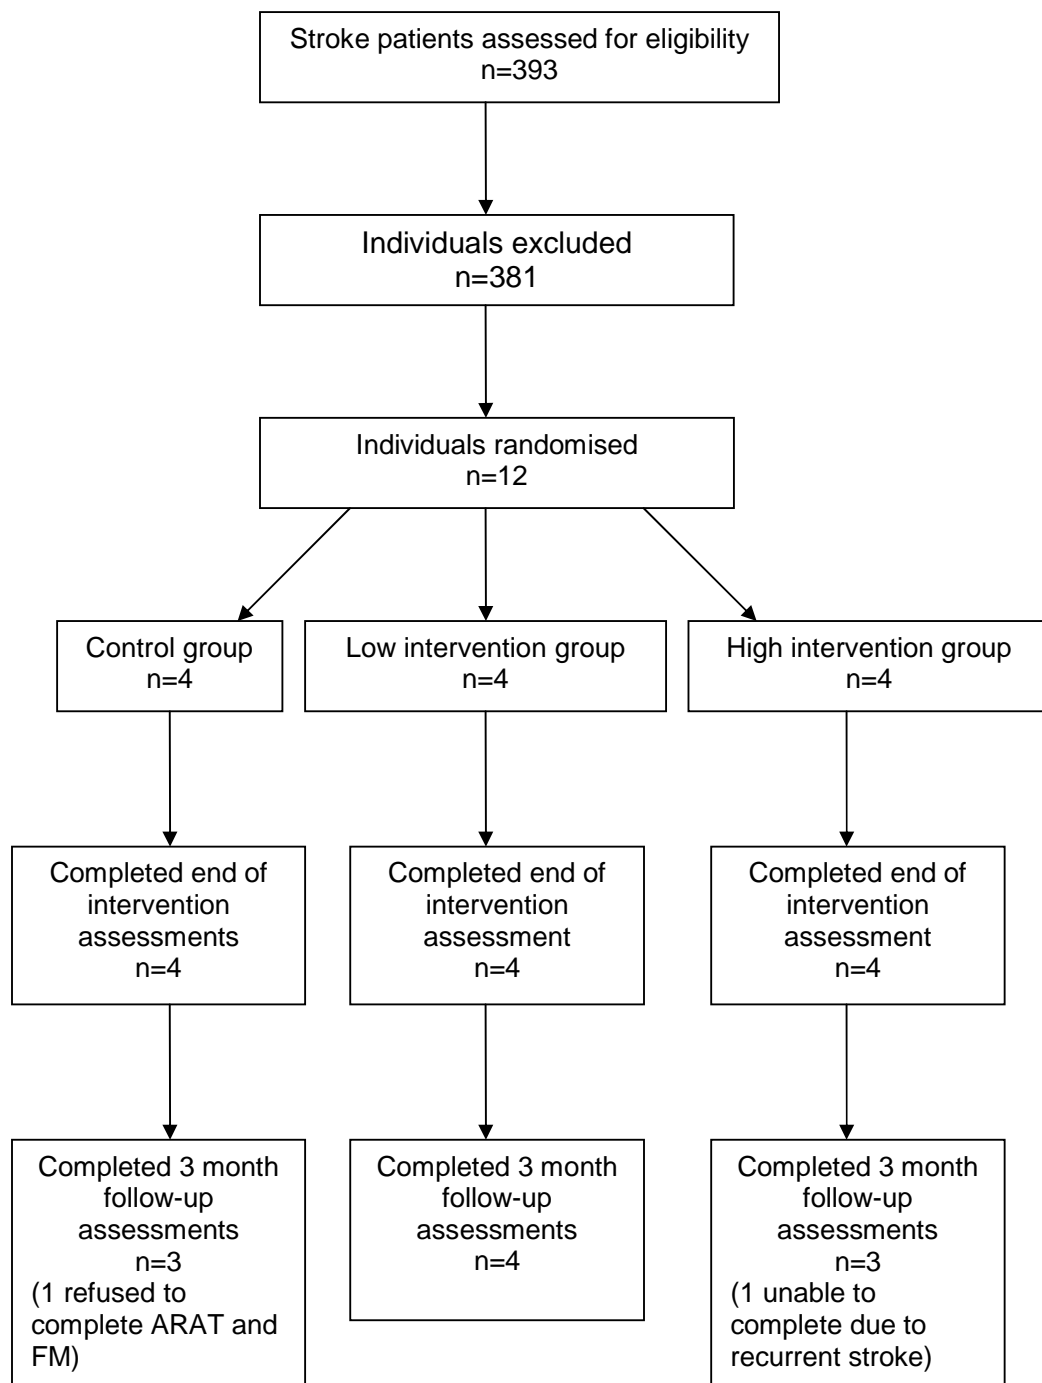 Stroke patients assessed for eligibility
n=393
Individuals excluded
n=381
Individuals randomised
n=12
Control group
n=4
Low intervention group
n=4
High intervention group
n=4
Completed end of
intervention
assessments
n=4
Completed end of
intervention
assessment
n=4
Completed end of
intervention
assessment
n=4
Completed 3 month
follow-up
assessments
n=3
(1 refused to
complete ARAT and
FM)
Completed 3 month
follow-up
assessments
n=4
Completed 3 month
follow-up
assessments
n=3
(1 unable to
complete due to
recurrent stroke)